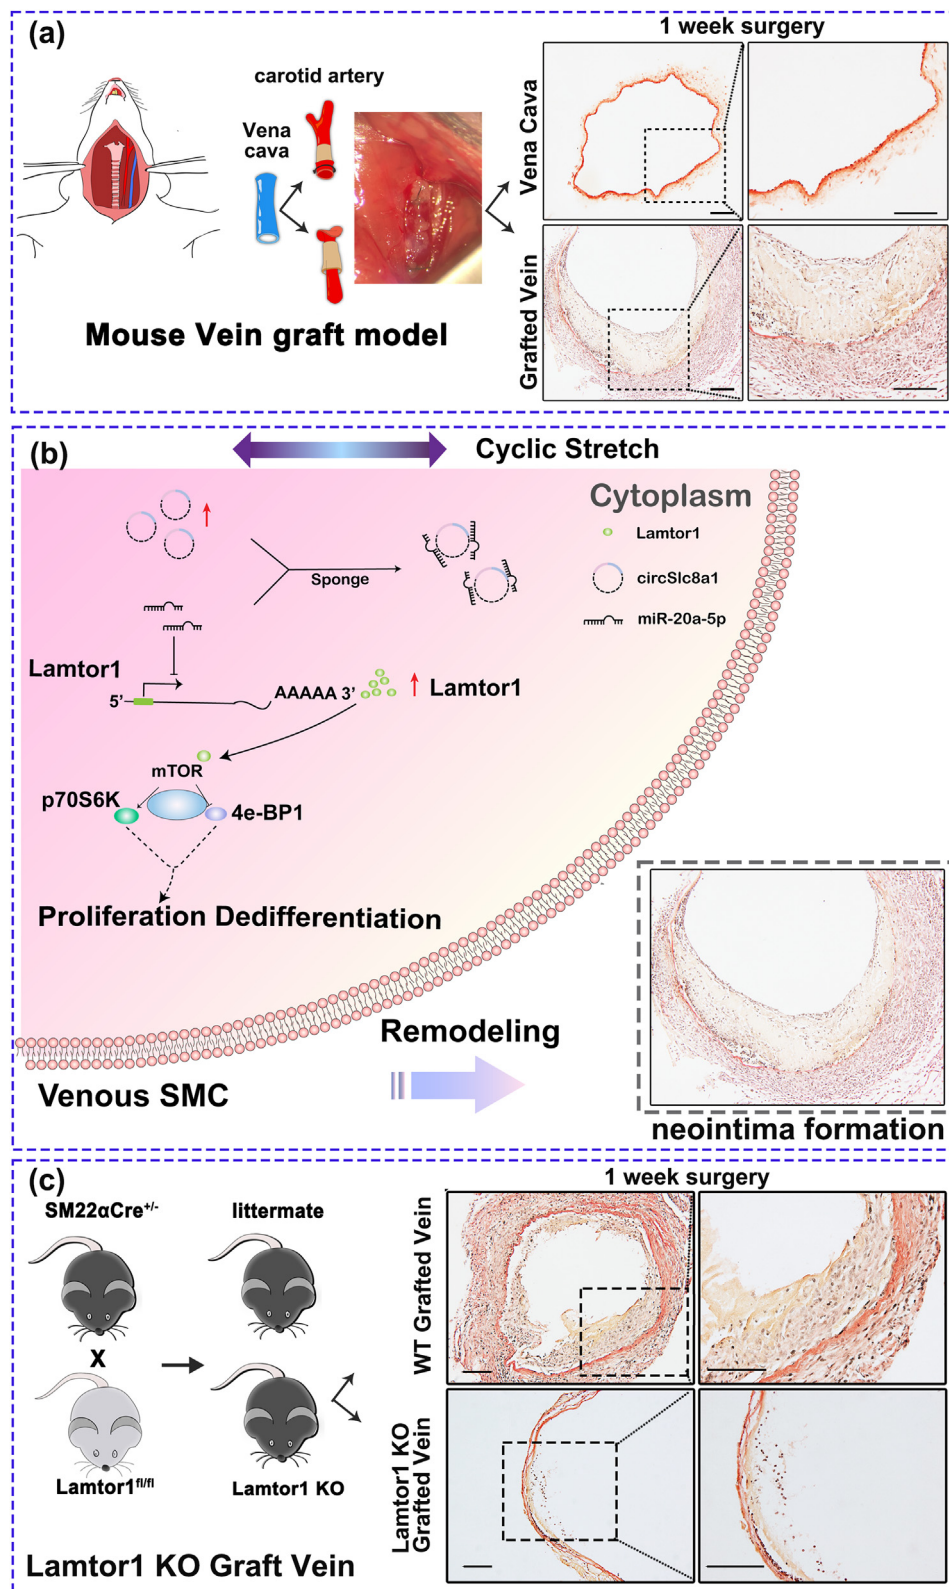 (a)
1 week surgery
carotid artery
Vena
cava
Vena Cava
Grafted Vein
Mouse Vein graft model
(b)
Cyclic Stretch
Cytoplasm
Lamtor1
circSlc8a1
miR-20a-5p
Sponge
Lamtor1
5' AAAAA 3'
Lamtor1
mTOR
p70S6K
4e-BP1
Proliferation Dedifferentiation
Remodeling
Venous SMC
neointima formation
(c)
1 week surgery
SM22αCre+/-
littermate
X
Lamtor1fl/fl
Lamtor1 KO
WT Grafted Vein
Lamtor1 KO
Grafted Vein
Lamtor1 KO Graft Vein